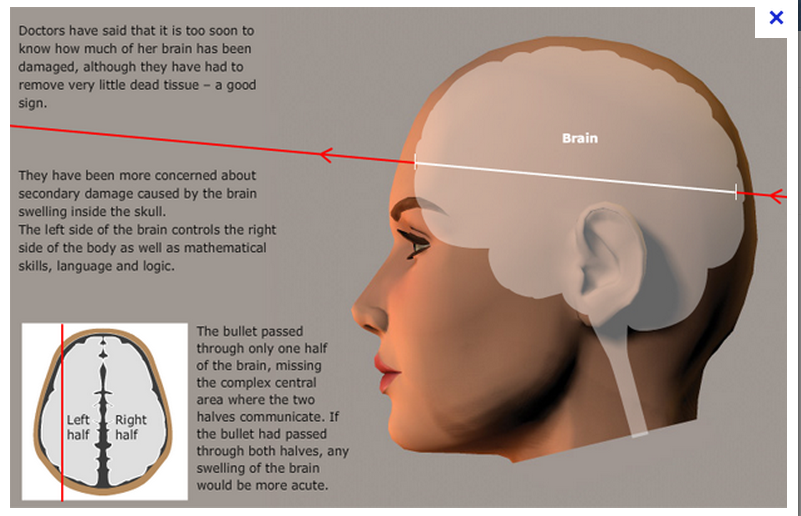 Doctors have said that it is too soon to
know how much of her brain has been
damaged, although they have had to
remove very little dead tissue – a good
sign.
Brain
They have been more concerned about
secondary damage caused by the brain
swelling inside the skull.
The left side of the brain controls the right
side of the body as well as mathematical
skills, language and logic.
The bullet passed
through only one half
of the brain, missing
the complex central
area where the two
halves communicate. If
the bullet had passed
through both halves, any
swelling of the brain
would be more acute.
Left
half
Right
half